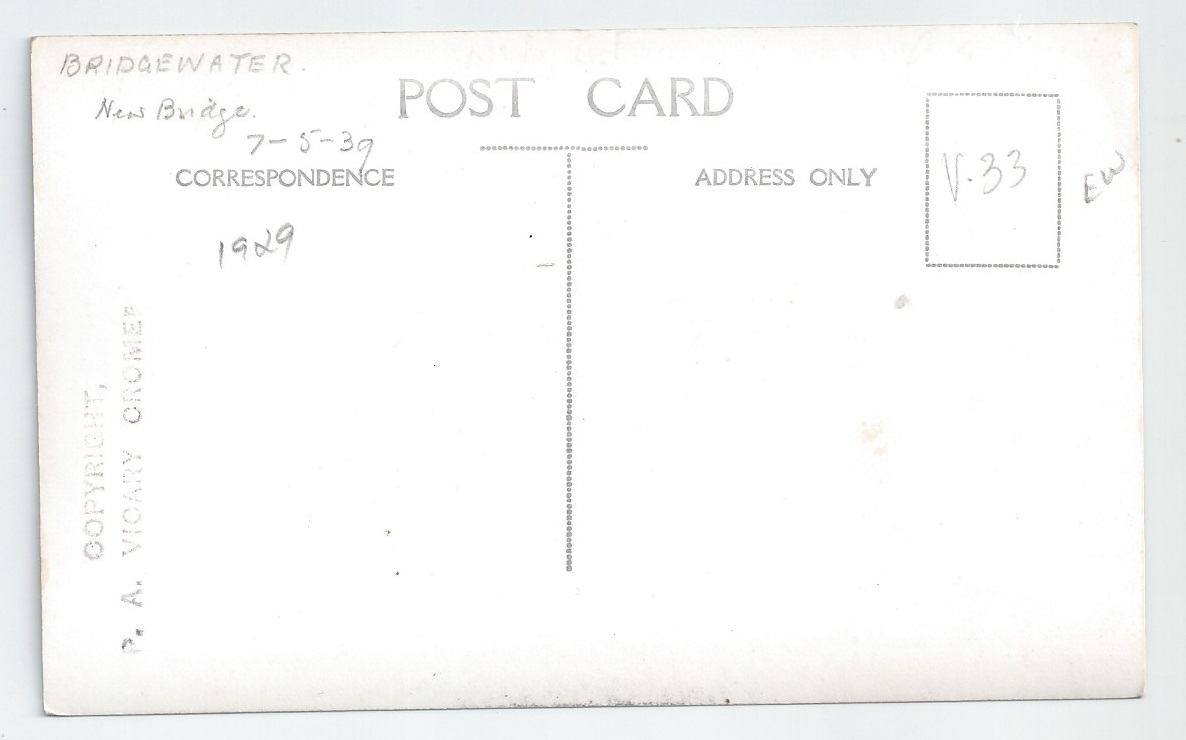 BRIDGEWATER.
New Bridge.
7-5-39
POST CARD
CORRESPONDENCE
ADDRESS ONLY
V.33
EW
1929
COPYRIGHT,
P. A. VICARY CROMER